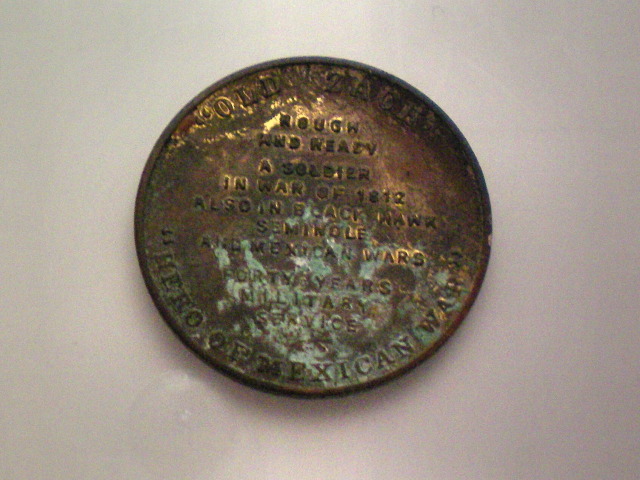 "OLD ZACH"
ROUGH
AND READY
A SOLDIER
IN WAR OF 1812
ALSO IN BLACK HAWK
SEMINOLE
AND MEXICAN WARS
FORTY YEARS
MILITARY
SERVICE
"HERO OF MEXICAN WAR"